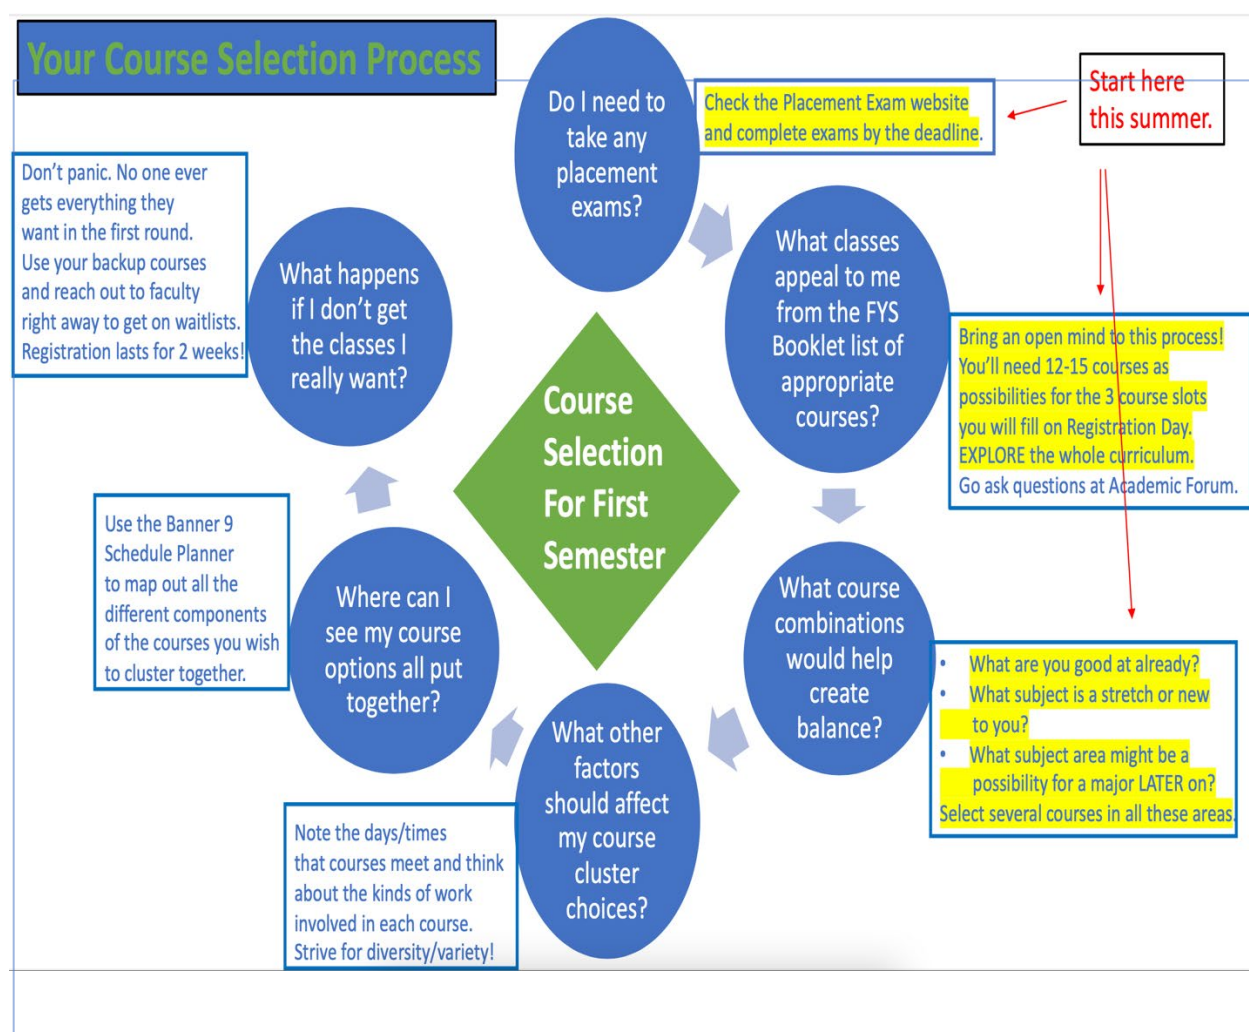 Your Course Selection Process
Start here
this summer.
Do I need to
take any
placement
exams?
Check the Placement Exam website
and complete exams by the deadline.
What classes
appeal to me
from the FYS
Booklet list of
appropriate
courses?
Bring an open mind to this process!
You'll need 12-15 courses as
possibilities for the 3 course slots
you will fill on Registration Day.
EXPLORE the whole curriculum.
Go ask questions at Academic Forum.
What course
combinations
would help
create
balance?
• What are you good at already?
• What subject is a stretch or new
to you?
• What subject area might be a
possibility for a major LATER on?
Select several courses in all these areas.
What other
factors
should affect
my course
cluster
choices?
Note the days/times
that courses meet and think
about the kinds of work
involved in each course.
Strive for diversity/variety!
Where can I
see my course
options all put
together?
Use the Banner 9
Schedule Planner
to map out all the
different components
of the courses you wish
to cluster together.
What happens
if I don't get
the classes I
really want?
Don't panic. No one ever
gets everything they
want in the first round.
Use your backup courses
and reach out to faculty
right away to get on waitlists.
Registration lasts for 2 weeks!
Course
Selection
For First
Semester